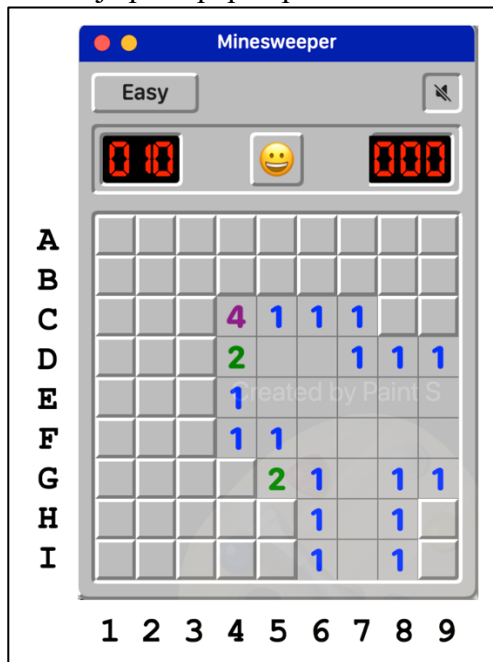 Minesweeper
Easy
010 000
A
B
C 4 1 1 1
D 2 1 1 1
E 1
Created by Paint S
F 1 1
G 2 1 1 1
H 1 1
I 1 1
1 2 3 4 5 6 7 8 9